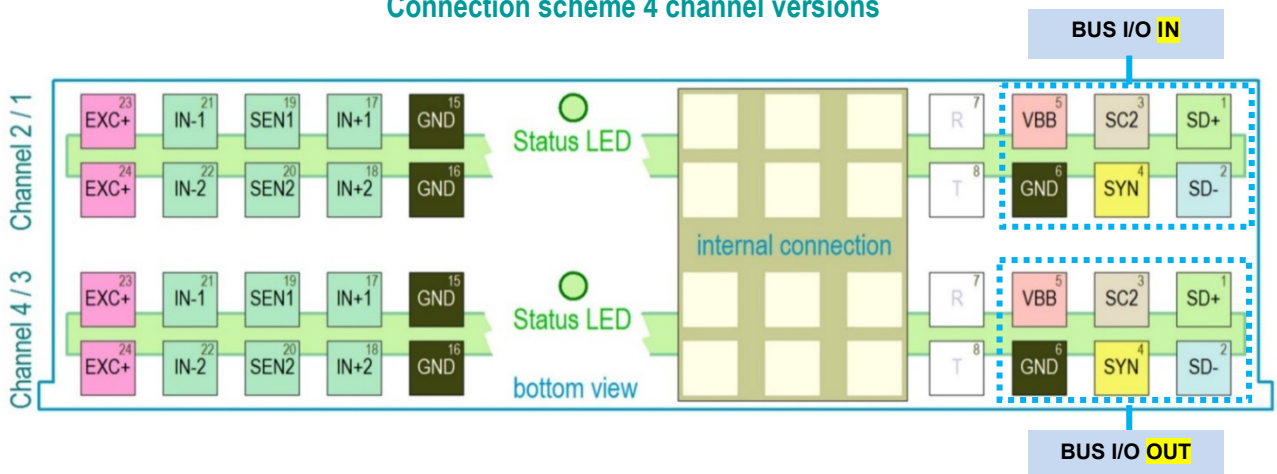 Connection scheme 4 channel versions
BUS I/O IN
Channel 2 / 1
23 EXC+ 21 IN-1 19 SEN1 17 IN+1 15 GND
Status LED
7 R 5 VBB 3 SC2 1 SD+
24 EXC+ 22 IN-2 20 SEN2 18 IN+2 16 GND
8 T 6 GND 4 SYN 2 SD-
internal connection
Channel 4 / 3
23 EXC+ 21 IN-1 19 SEN1 17 IN+1 15 GND
Status LED
7 R 5 VBB 3 SC2 1 SD+
24 EXC+ 22 IN-2 20 SEN2 18 IN+2 16 GND
bottom view
8 T 6 GND 4 SYN 2 SD-
BUS I/O OUT